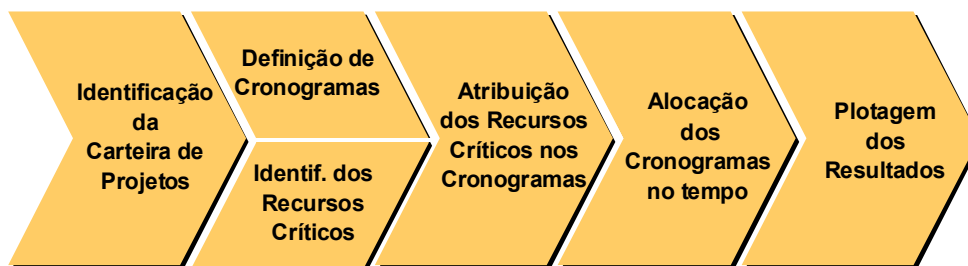 Identificação
da
Carteira de
Projetos
Definição de
Cronogramas
Identif. dos
Recursos
Críticos
Atribuição
dos Recursos
Críticos nos
Cronogramas
Alocação
dos
Cronogramas
no tempo
Plotagem
dos
Resultados